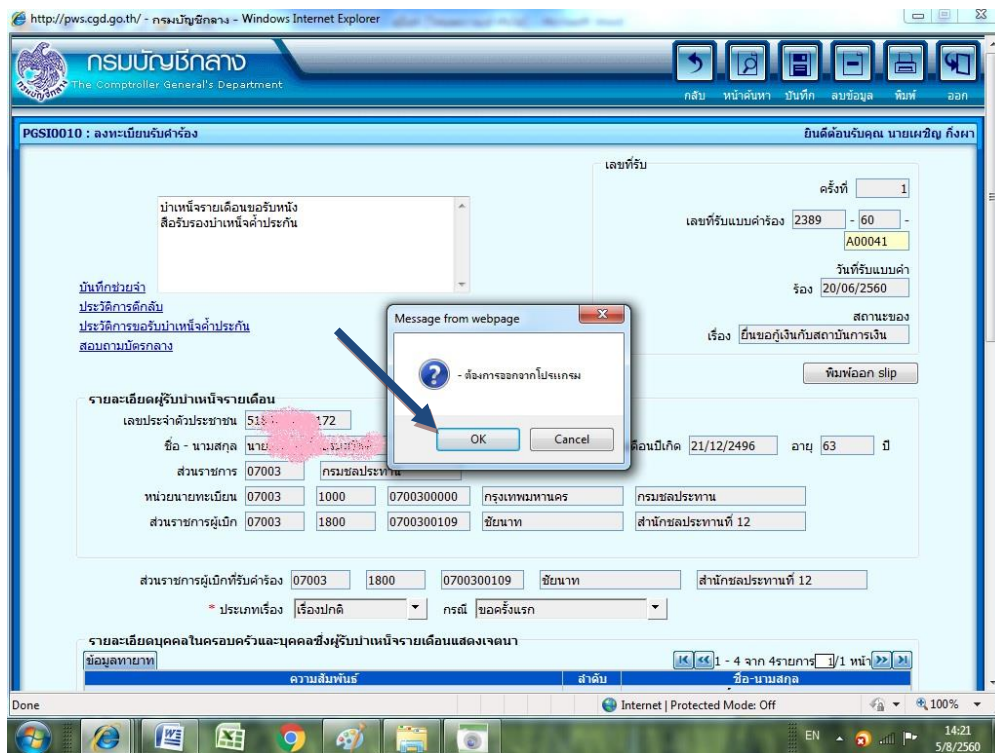 http://pws.cgd.go.th/ - กรมบัญชีกลาง - Windows Internet Explorer
กรมบัญชีกลาง
The Comptroller General's Department
กลับ หน้าค้นหา บันทึก ลบข้อมูล พิมพ์ ออก
PGSI0010 : ลงทะเบียนรับคำร้อง ยินดีต้อนรับคุณ นายเผชิญ กิ่งผา
เลขที่รับ
ครั้งที่ 1
บำเหน็จรายเดือนขอรับหนัง
สือรับรองบำเหน็จค้ำประกัน
เลขที่รับแบบคำร้อง 2389 - 60 -
A00041
วันที่รับแบบคำ
ร้อง 20/06/2560
บันทึกช่วยจำ
ประวัติการตีกลับ
ประวัติการขอรับบำเหน็จค้ำประกัน
สอบถามบัตรกลาง
สถานะของ
เรื่อง ยื่นขอกู้เงินกับสถาบันการเงิน
พิมพ์ออก slip
Message from webpage
- ต้องการออกจากโปรแกรม
OK Cancel
รายละเอียดผู้รับบำเหน็จรายเดือน
เลขประจำตัวประชาชน 172
ชื่อ - นามสกุล นาย เดือนปีเกิด 21/12/2496 อายุ 63 ปี
ส่วนราชการ 07003 กรมชลประทาน
หน่วยนายทะเบียน 07003 1000 0700300000 กรุงเทพมหานคร กรมชลประทาน
ส่วนราชการผู้เบิก 07003 1800 0700300109 ชัยนาท สำนักชลประทานที่ 12
ส่วนราชการผู้เบิกที่รับคำร้อง 07003 1800 0700300109 ชัยนาท สำนักชลประทานที่ 12
* ประเภทเรื่อง เรื่องปกติ กรณี ขอครั้งแรก
รายละเอียดบุคคลในครอบครัวและบุคคลซึ่งผู้รับบำเหน็จรายเดือนแสดงเจตนา
ข้อมูลทายาท 1 - 4 จาก 4รายการ 1/1 หน้า
ความสัมพันธ์ ลำดับ ชื่อ-นามสกุล
Done Internet | Protected Mode: Off 100%
EN 14:21
5/8/2560